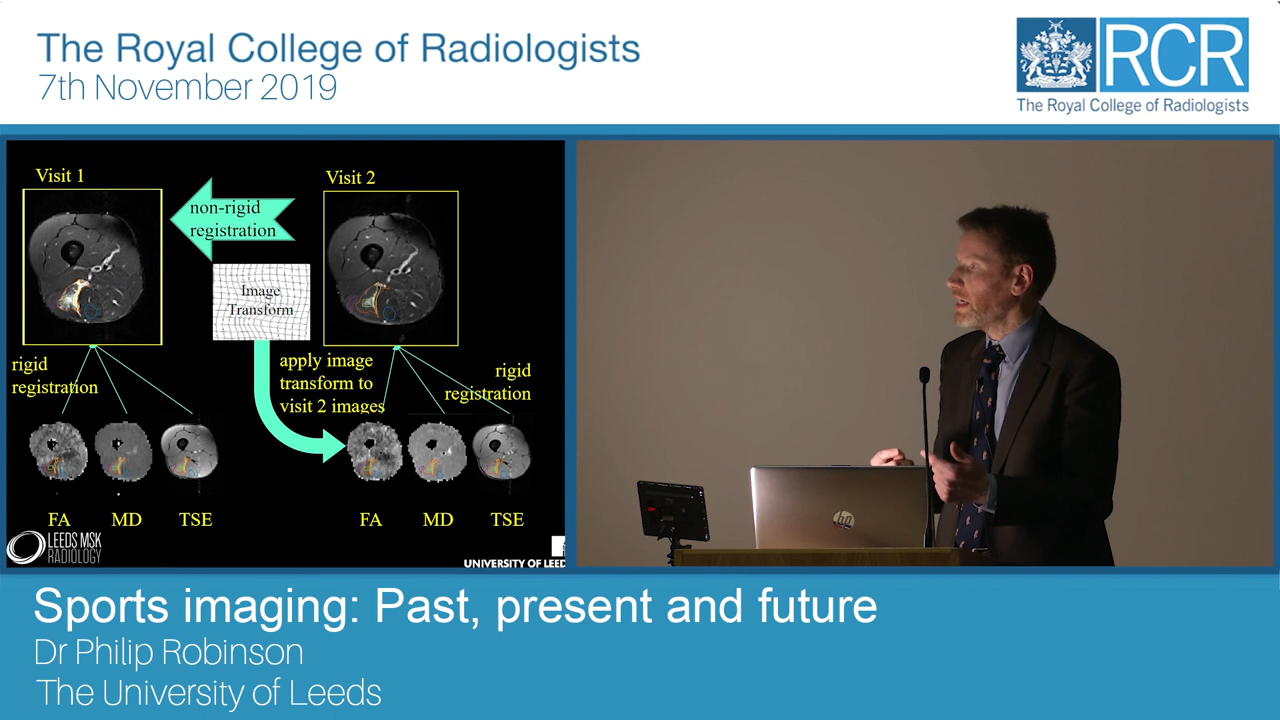 The Royal College of Radiologists
7th November 2019
RCR
The Royal College of Radiologists
Visit 1
Visit 2
non-rigid
registration
Image
Transform
rigid
registration
apply image
transform to
visit 2 images
rigid
registration
FA
MD
TSE
FA
MD
TSE
LEEDS MSK
RADIOLOGY
UNIVERSITY OF LEED
hp
Sports imaging: Past, present and future
Dr Philip Robinson
The University of Leeds